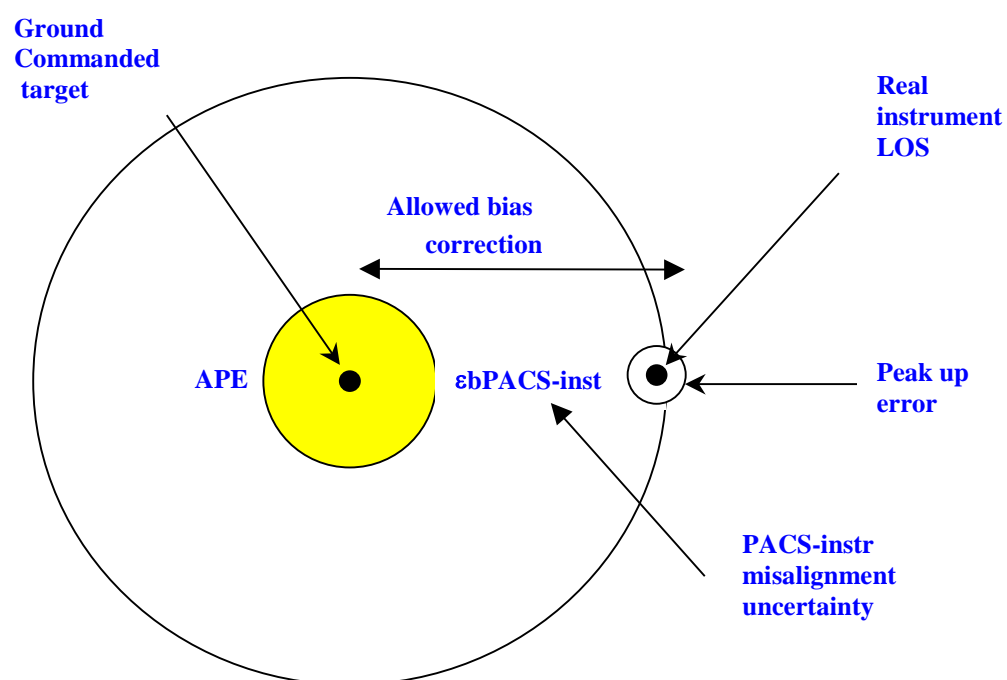 Ground
Commanded
target
Real
instrument
LOS
Allowed bias
correction
APE
εbPACS-inst
Peak up
error
PACS-instr
misalignment
uncertainty